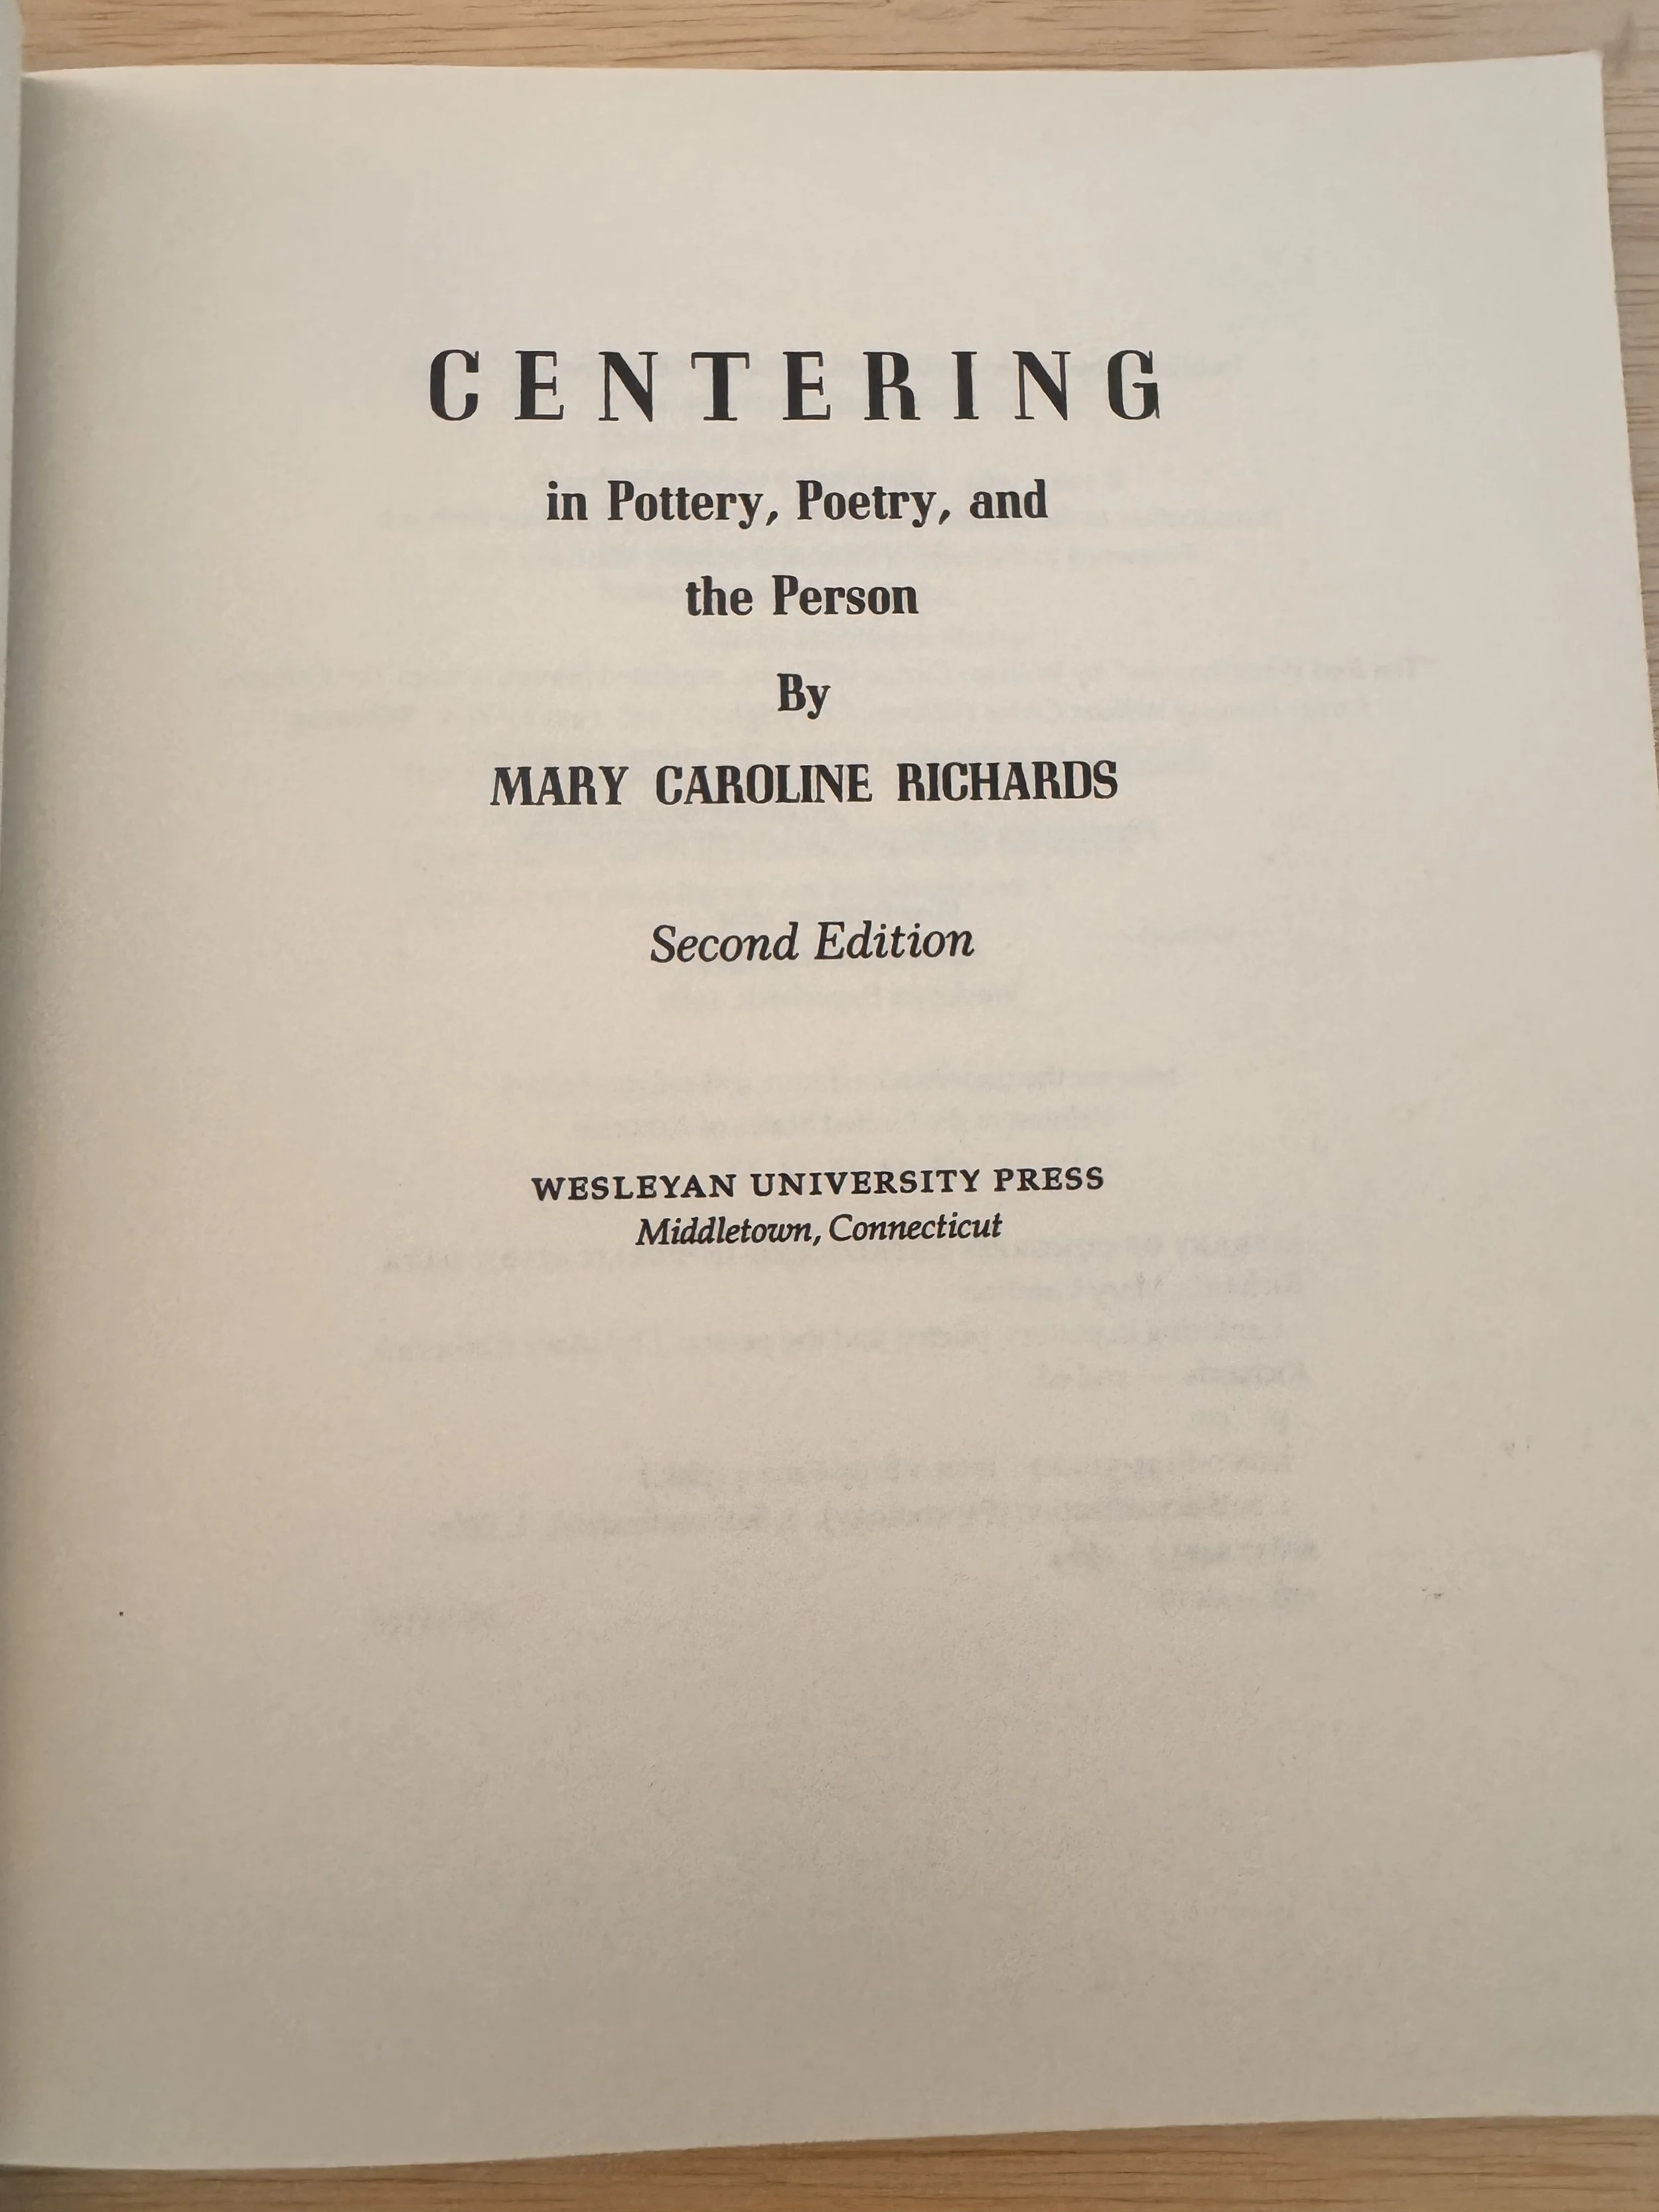 CENTERING
in Pottery, Poetry, and
the Person
By
MARY CAROLINE RICHARDS
Second Edition
WESLEYAN UNIVERSITY PRESS
Middletown, Connecticut